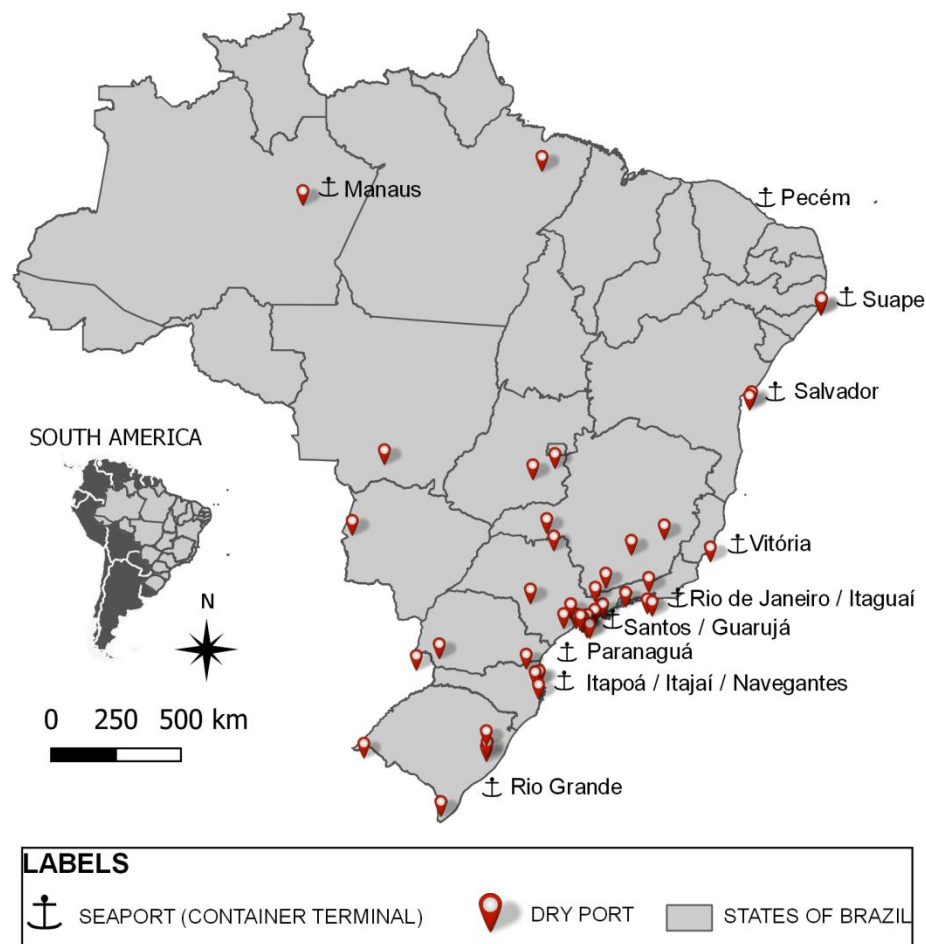 Manaus
Pecém
Suape
Salvador
SOUTH AMERICA
Vitória
Rio de Janeiro / Itaguaí
N
Santos / Guarujá
Paranaguá
Itapoá / Itajaí / Navegantes
0 250 500 km
Rio Grande
LABELS
SEAPORT (CONTAINER TERMINAL)
DRY PORT
STATES OF BRAZIL